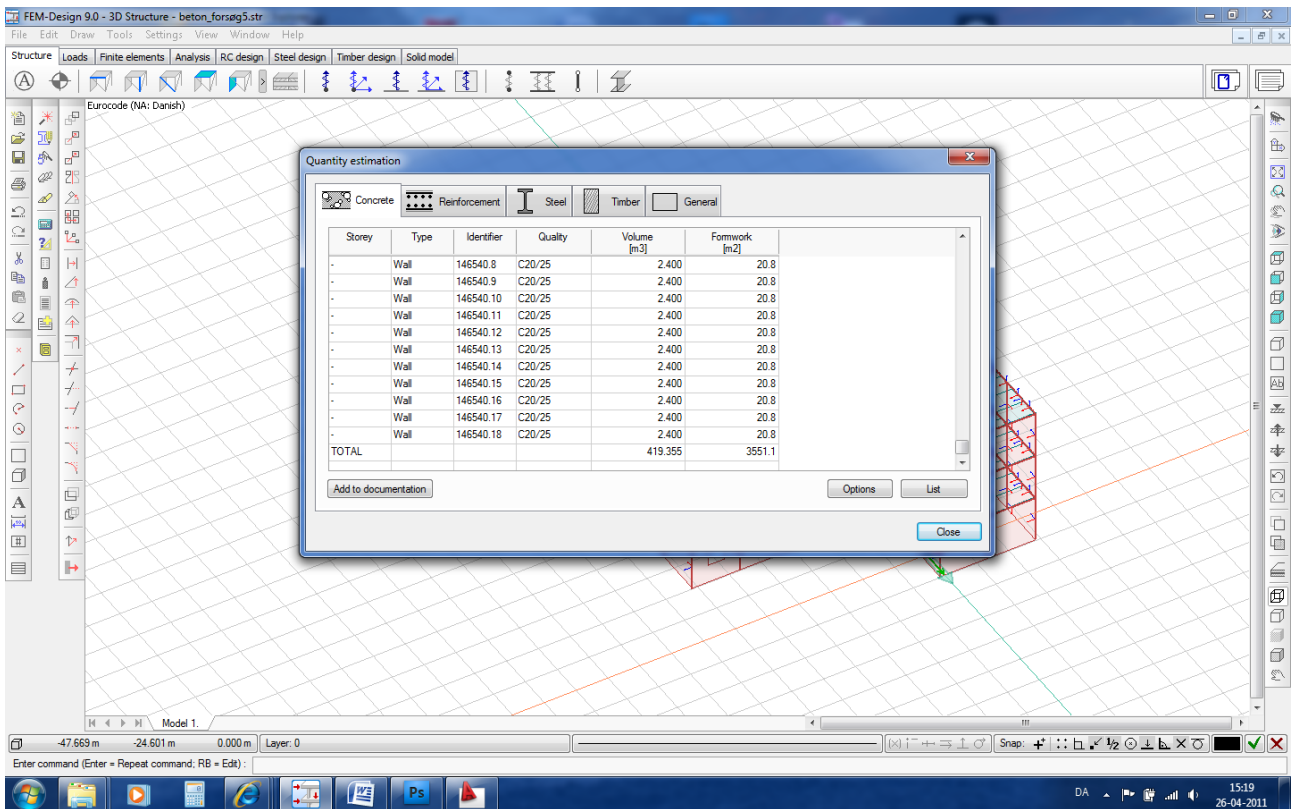 FEM-Design 9.0 - 3D Structure - beton_forsøg5.str
File Edit Draw Tools Settings View Window Help
Structure Loads Finite elements Analysis RC design Steel design Timber design Solid model
Eurocode (NA: Danish)
Quantity estimation
Concrete Reinforcement Steel Timber General
Storey Type Identifier Quality Volume [m3] Formwork [m2]
- Wall 146540.8 C20/25 2.400 20.8
- Wall 146540.9 C20/25 2.400 20.8
- Wall 146540.10 C20/25 2.400 20.8
- Wall 146540.11 C20/25 2.400 20.8
- Wall 146540.12 C20/25 2.400 20.8
- Wall 146540.13 C20/25 2.400 20.8
- Wall 146540.14 C20/25 2.400 20.8
- Wall 146540.15 C20/25 2.400 20.8
- Wall 146540.16 C20/25 2.400 20.8
- Wall 146540.17 C20/25 2.400 20.8
- Wall 146540.18 C20/25 2.400 20.8
TOTAL 419.355 3551.1
Add to documentation Options List
Close
Model 1.
-47.669 m -24.601 m 0.000 m Layer: 0 Snap:
Enter command (Enter = Repeat command; RB = Edit) :
Ps DA 15:19
26-04-2011